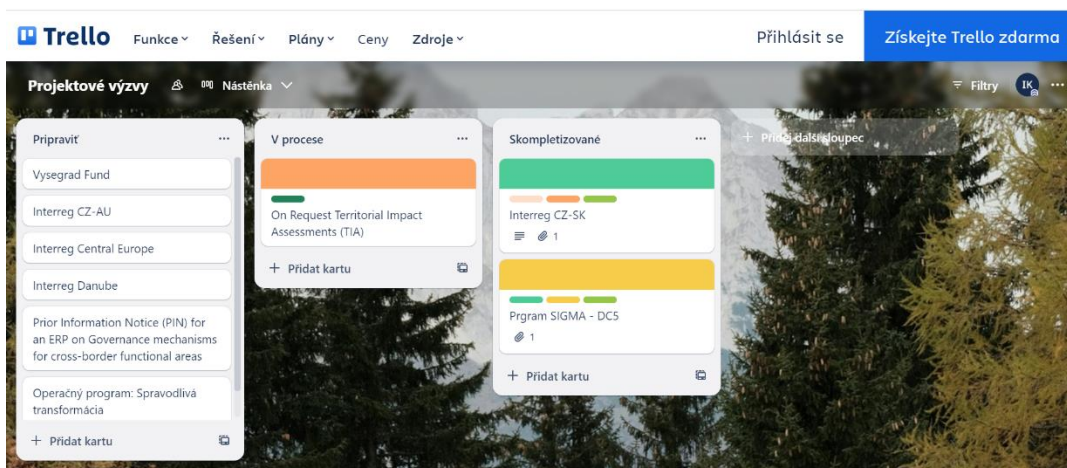 Trello Funkce Řešení Plány Ceny Zdroje Přihlásit se Získejte Trello zdarma
Projektové výzvy Nástěnka Filtry IK
Pripraviť
Vysegrad Fund
Interreg CZ-AU
Interreg Central Europe
Interreg Danube
Prior Information Notice (PIN) for
an ERP on Governance mechanisms
for cross-border functional areas
Operačný program: Spravodlivá
transformácia
+ Přidat kartu
V procese
On Request Territorial Impact
Assessments (TIA)
+ Přidat kartu
Skompletizované
Interreg CZ-SK
1
Prgram SIGMA - DC5
1
+ Přidat kartu
+ Přidej další sloupec